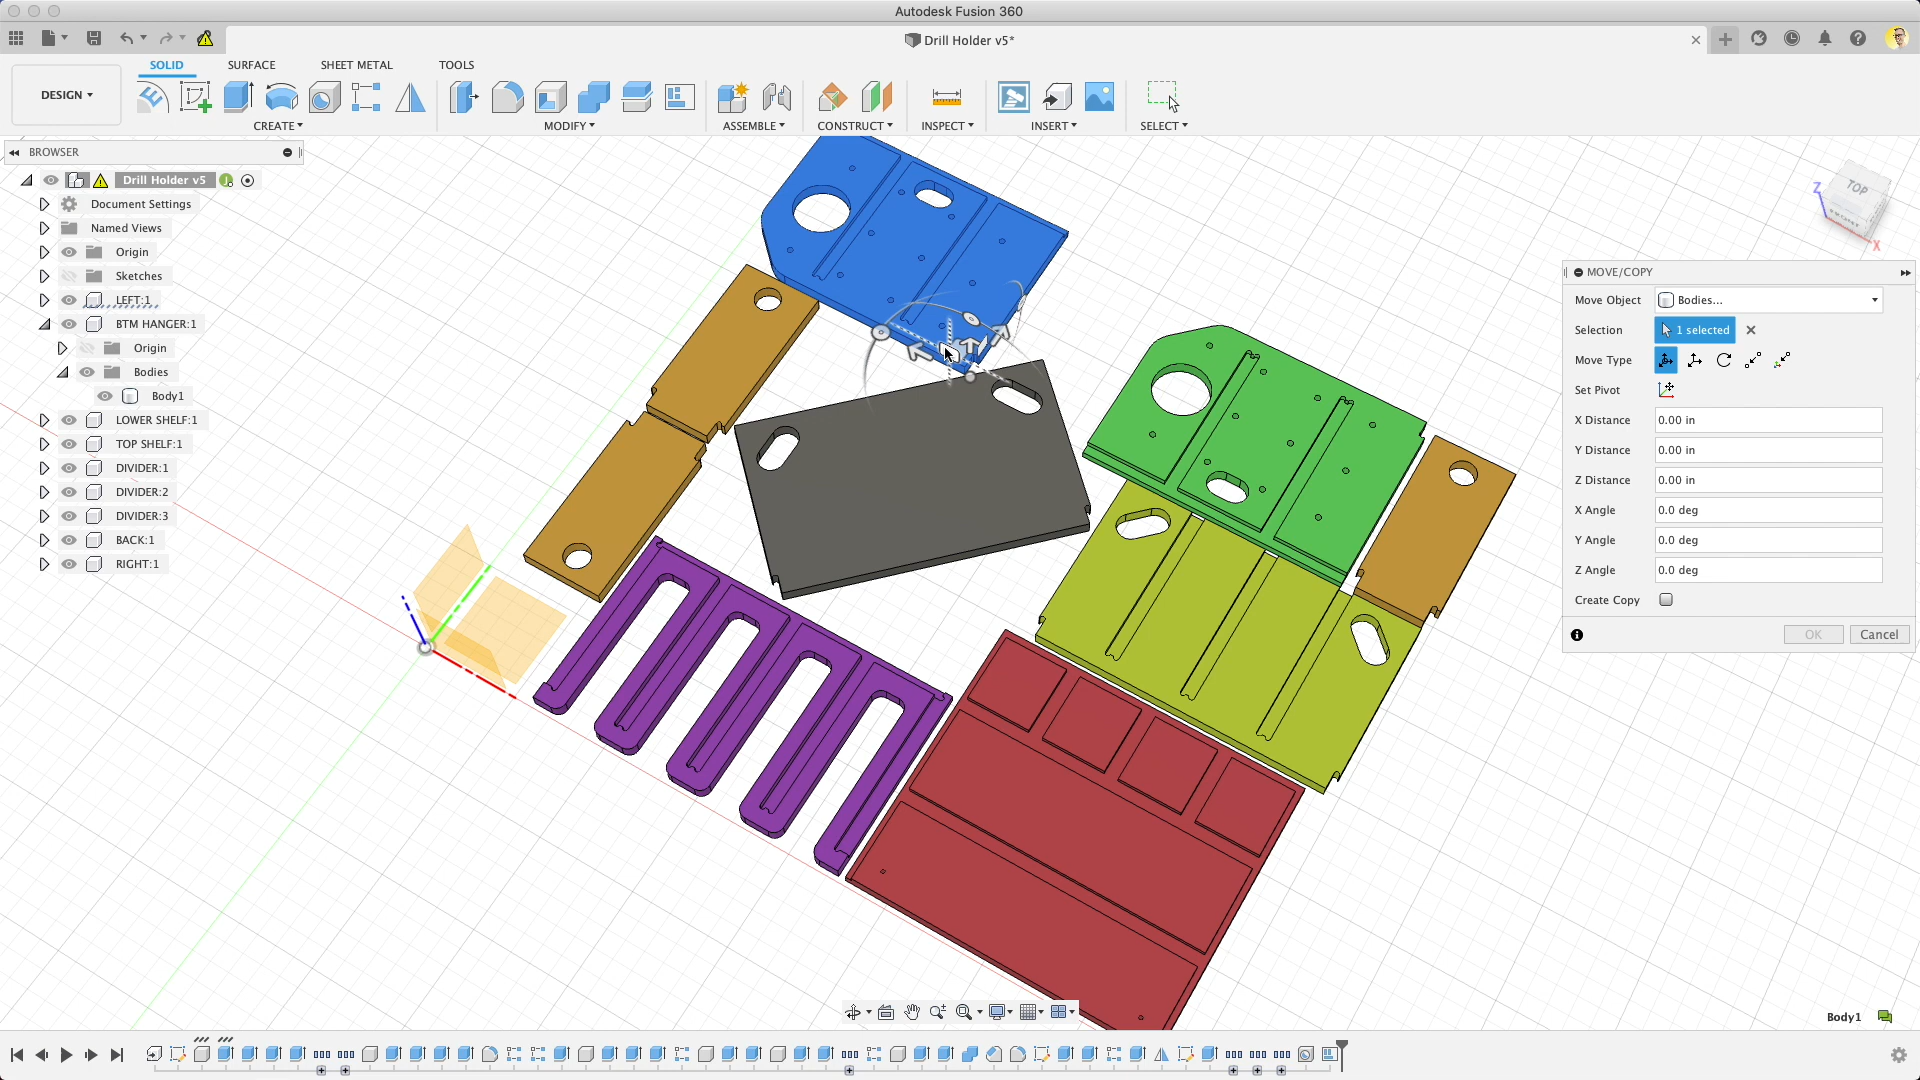 Autodesk Fusion 360
Drill Holder v5*
SOLID
SURFACE
SHEET METAL
TOOLS
DESIGN
CREATE
MODIFY
ASSEMBLE
CONSTRUCT
INSPECT
INSERT
SELECT
BROWSER
Drill Holder v5
Document Settings
Named Views
Origin
Sketches
LEFT:1
BTM HANGER:1
Origin
Bodies
Body1
LOWER SHELF:1
TOP SHELF:1
DIVIDER:1
DIVIDER:2
DIVIDER:3
BACK:1
RIGHT:1
TOP
Z
X
MOVE/COPY
Move Object Bodies...
Selection 1 selected
Move Type
Set Pivot
X Distance 0.00 in
Y Distance 0.00 in
Z Distance 0.00 in
X Angle 0.0 deg
Y Angle 0.0 deg
Z Angle 0.0 deg
Create Copy
OK Cancel
Body1